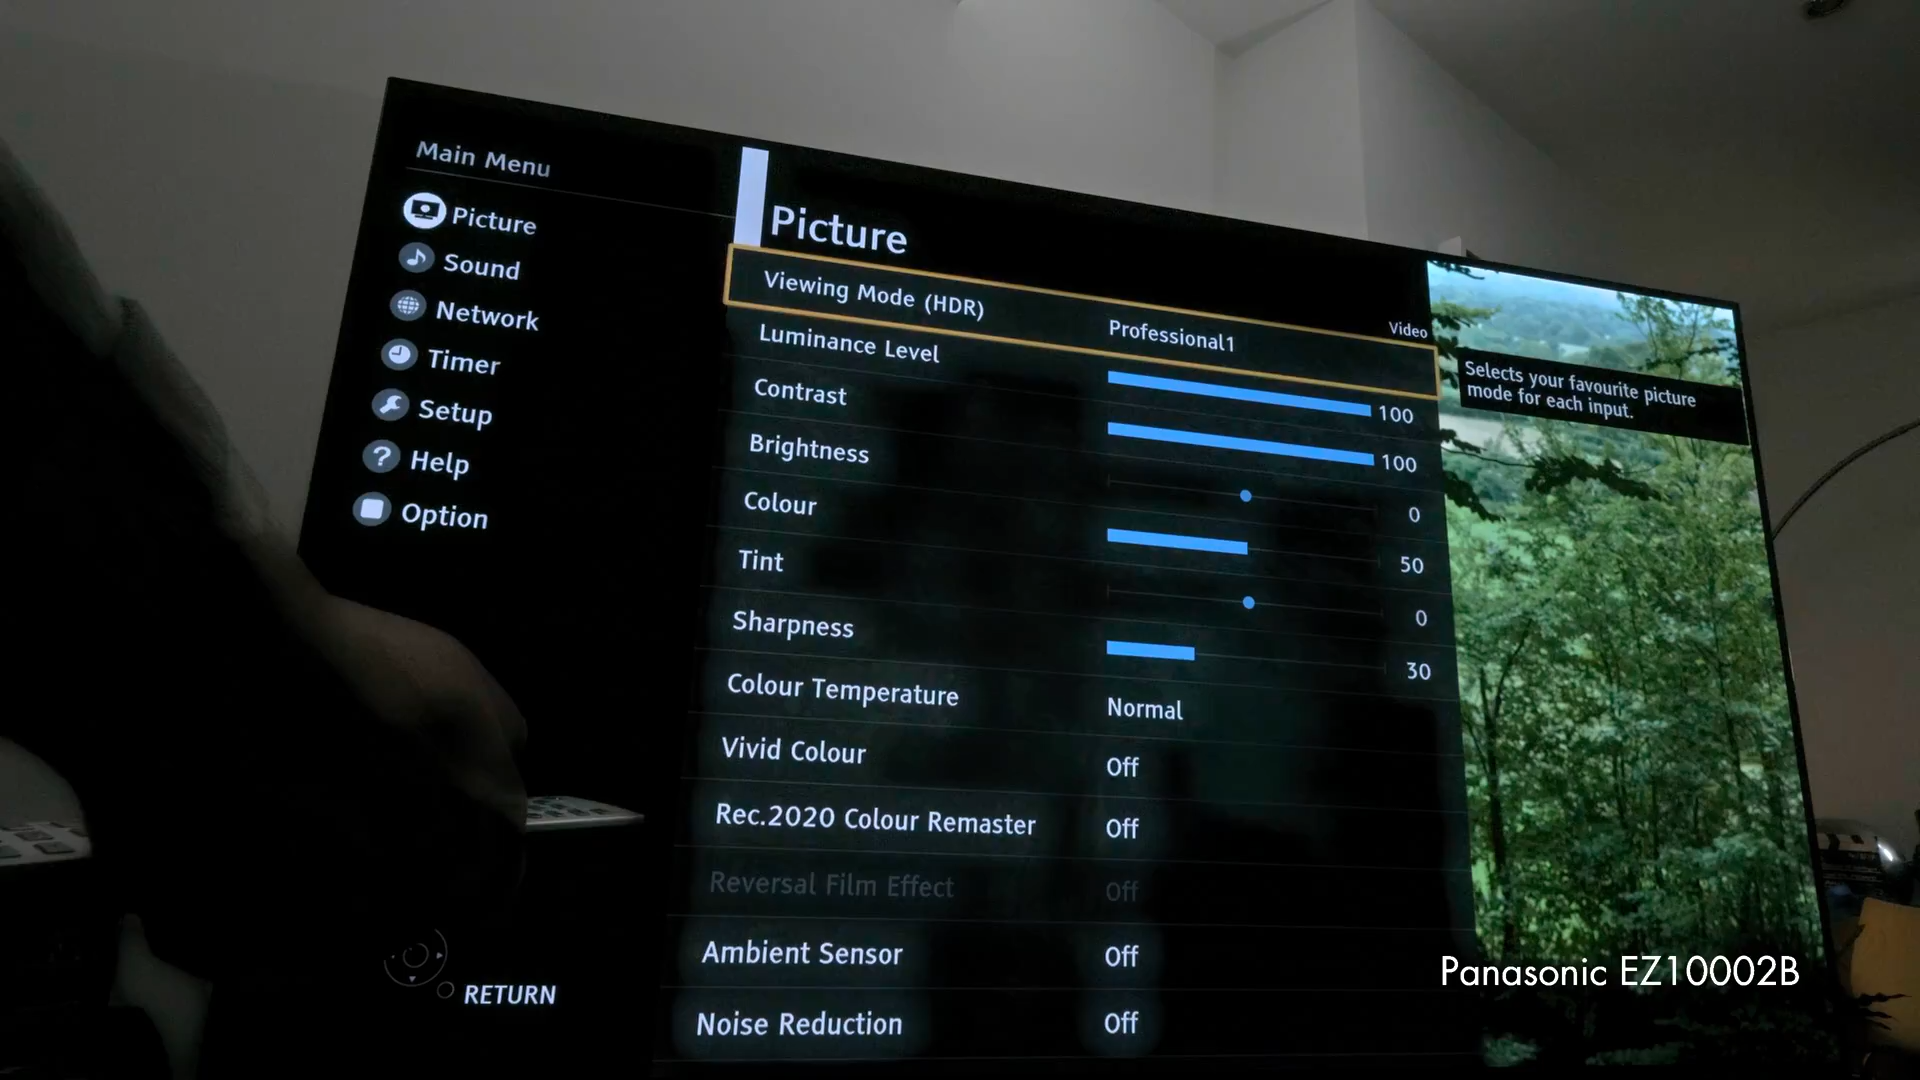 Main Menu
Picture
Sound
Network
Timer
Setup
? Help
Option
RETURN
Picture
Viewing Mode (HDR) Professional1 Video
Luminance Level 100
Contrast 100
Brightness 0
Colour 50
Tint 0
Sharpness 30
Colour Temperature Normal
Vivid Colour Off
Rec.2020 Colour Remaster Off
Reversal Film Effect Off
Ambient Sensor Off
Noise Reduction Off
Selects your favourite picture
mode for each input.
Panasonic EZ10002B